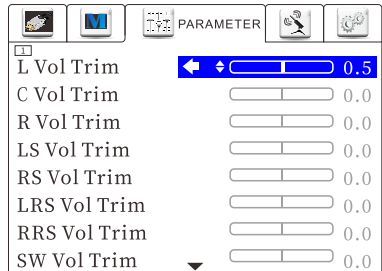 M PARAMETER
1
L Vol Trim 0.5
C Vol Trim 0.0
R Vol Trim 0.0
LS Vol Trim 0.0
RS Vol Trim 0.0
LRS Vol Trim 0.0
RRS Vol Trim 0.0
SW Vol Trim 0.0